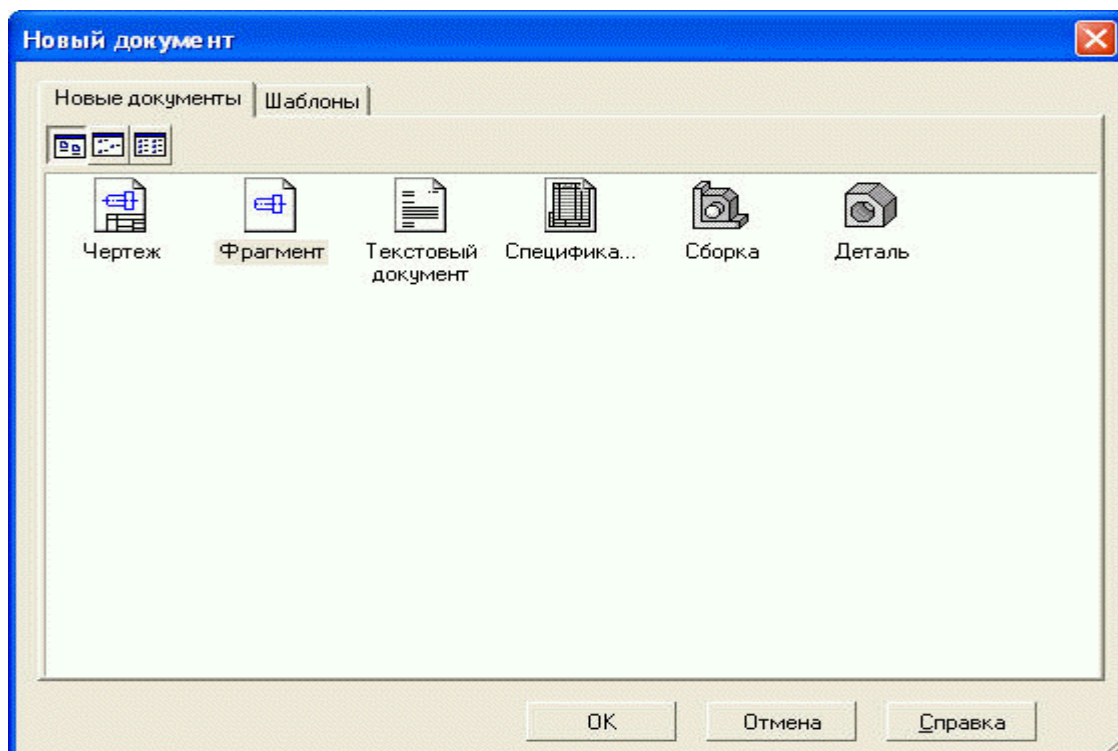 Новый документ
Новые документы
Шаблоны
Чертеж
Фрагмент
Текстовый
документ
Специфика...
Сборка
Деталь
OK
Отмена
Справка